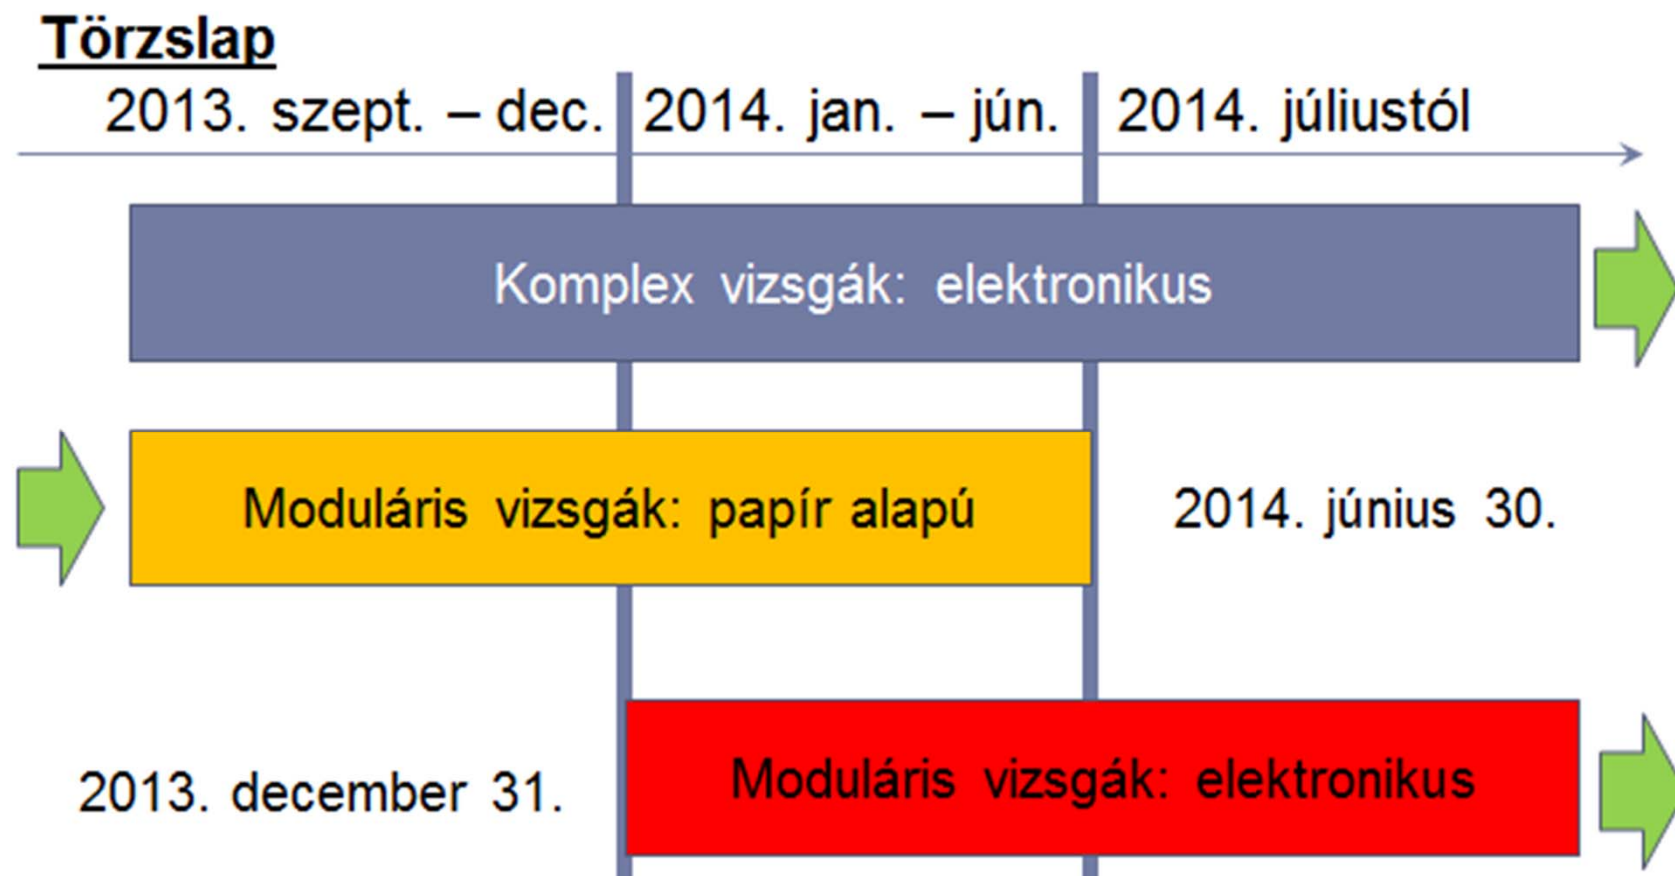 Törzslap
2013. szept. – dec.
2014. jan. – jún.
2014. júliustól
Komplex vizsgák: elektronikus
Moduláris vizsgák: papír alapú
2014. június 30.
2013. december 31.
Moduláris vizsgák: elektronikus